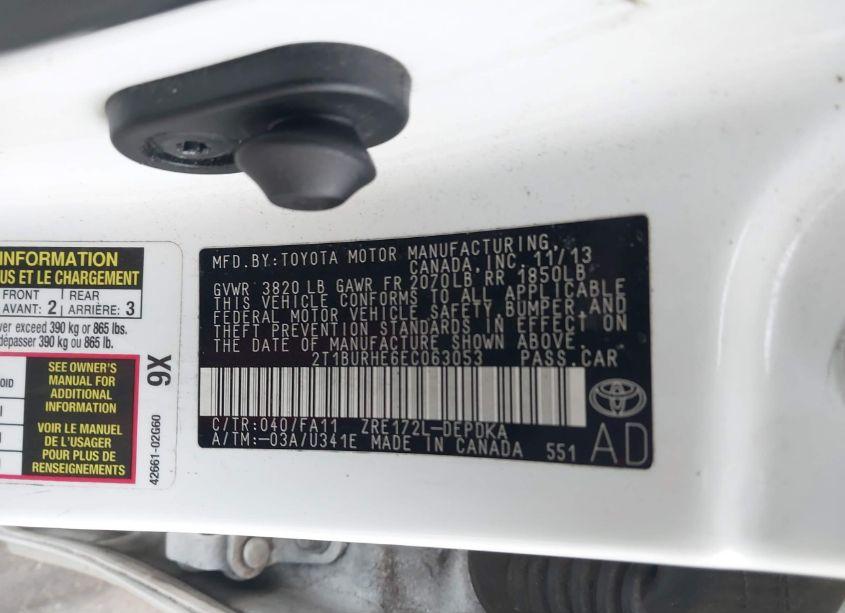 INFORMATION
US ET LE CHARGEMENT
FRONT
AVANT: 2
REAR
ARRIÈRE: 3
ver exceed 390 kg or 865 lbs.
dépasser 390 kg ou 865 lb.
OID
SEE OWNER'S
MANUAL FOR
ADDITIONAL
INFORMATION
VOIR LE MANUEL
DE L'USAGER
POUR PLUS DE
RENSEIGNEMENTS
9X
42661-02G60
MFD.BY:TOYOTA MOTOR MANUFACTURING,
CANADA, INC. 11/13
GVWR 3820 LB GAWR FR 2070LB RR 1850LB
THIS VEHICLE CONFORMS TO ALL APPLICABLE
FEDERAL MOTOR VEHICLE SAFETY,BUMPER,AND
THEFT PREVENTION STANDARDS IN EFFECT ON
THE DATE OF MANUFACTURE SHOWN ABOVE.
2T1BURHE6EC063053 PASS.CAR
C/TR:040/FA11 ZRE172L-DEPDKA
A/TM:-03A/U341E MADE IN CANADA 551
AD